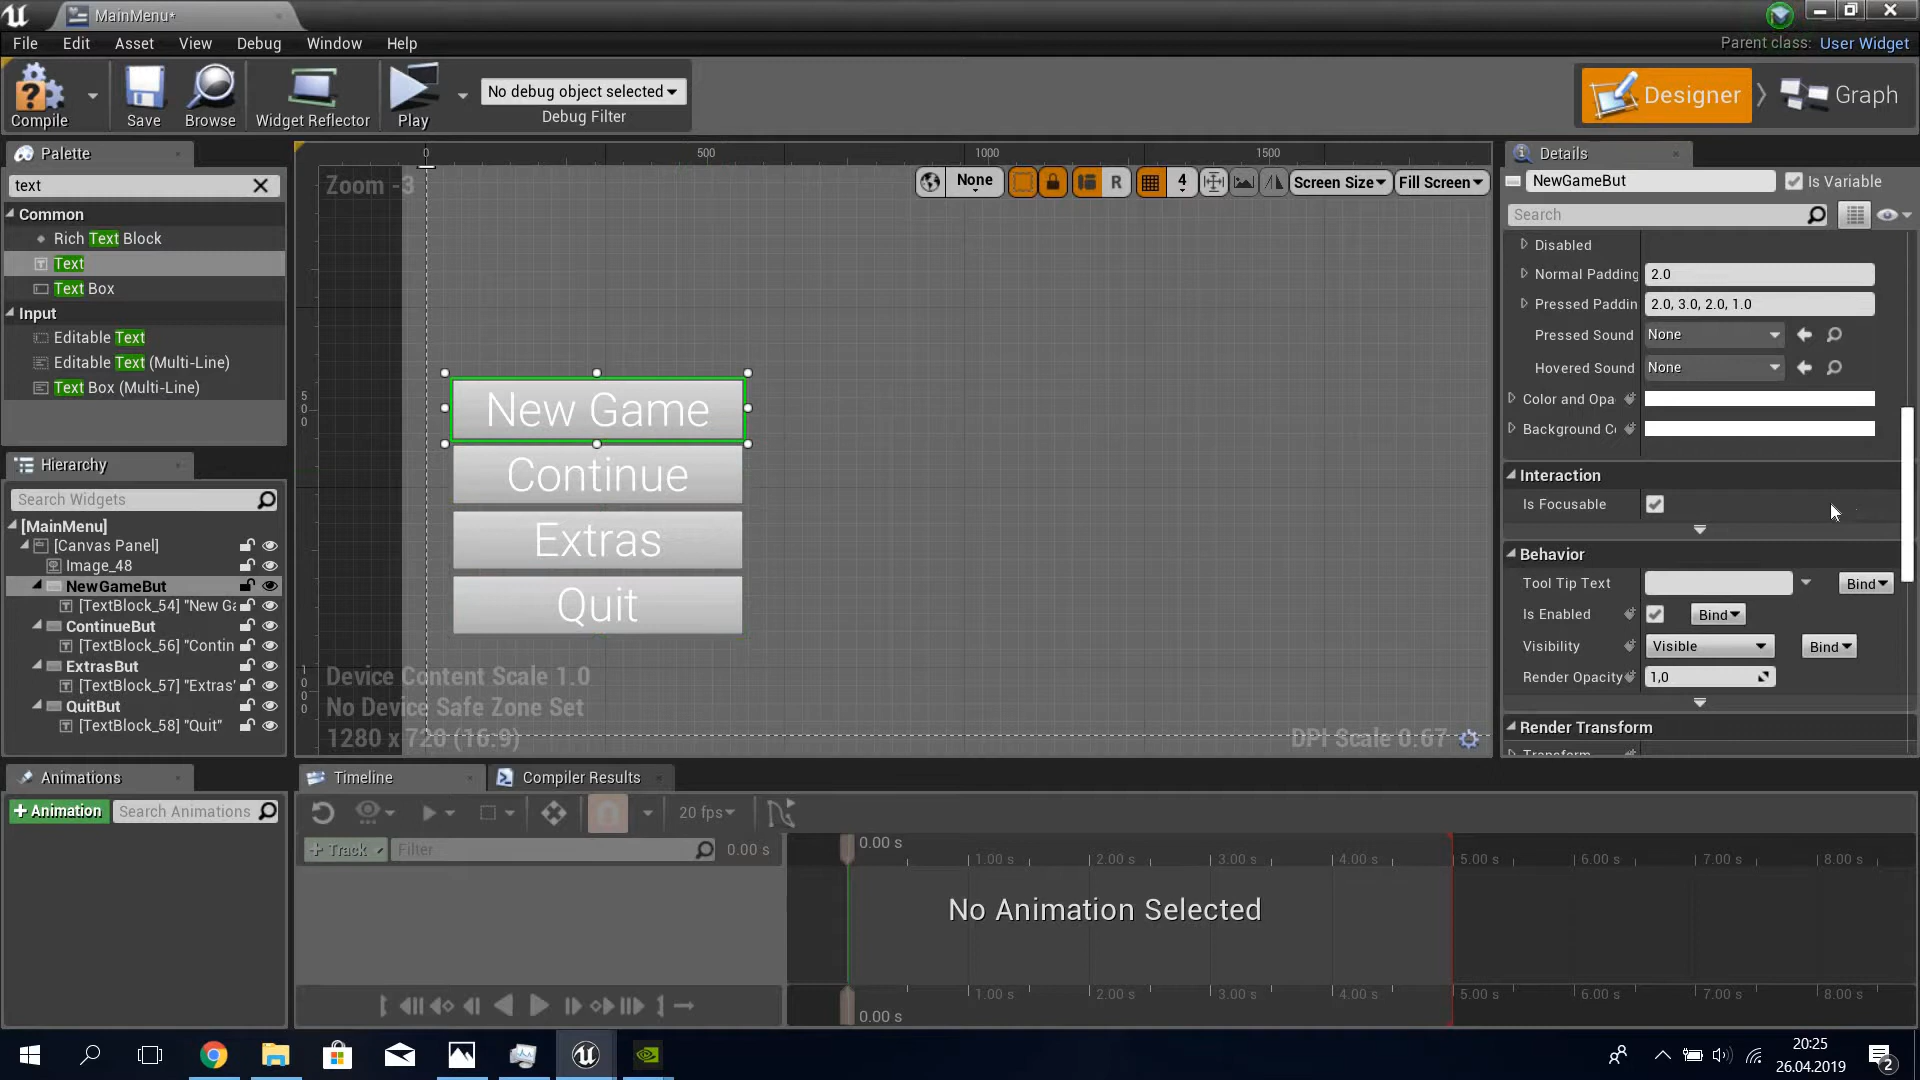 MainMenu*
File Edit Asset View Debug Window Help
Parent class: User Widget
Compile
Save
Browse
Widget Reflector
Play
No debug object selected
Debug Filter
Designer
Graph
Palette
text
Common
Rich Text Block
Text
Text Box
Input
Editable Text
Editable Text (Multi-Line)
Text Box (Multi-Line)
Hierarchy
Search Widgets
[MainMenu]
[Canvas Panel]
Image_48
NewGameBut
[TextBlock_54] "New Ga
ContinueBut
[TextBlock_56] "Contin
ExtrasBut
[TextBlock_57] "Extras"
QuitBut
[TextBlock_58] "Quit"
0 500 1000 1500
Zoom -3
None
R
4
Screen Size
Fill Screen
500
New Game
Continue
Extras
Quit
1000
Device Content Scale 1.0
No Device Safe Zone Set
1280 x 720 (16:9)
DPI Scale 0.67
Details
NewGameBut
Is Variable
Search
Disabled
Normal Padding 2.0
Pressed Paddin 2.0, 3.0, 2.0, 1.0
Pressed Sound None
Hovered Sound None
Color and Opa
Background Co
Interaction
Is Focusable
Behavior
Tool Tip Text Bind
Is Enabled Bind
Visibility Visible Bind
Render Opacity 1,0
Render Transform
Transform
Animations
+ Animation
Search Animations
Timeline
Compiler Results
20 fps
+ Track
Filter
0.00 s
0.00 s
1.00 s 2.00 s 3.00 s 4.00 s 5.00 s 6.00 s 7.00 s 8.00 s
No Animation Selected
1.00 s 2.00 s 3.00 s 4.00 s 5.00 s 6.00 s 7.00 s 8.00 s
0.00 s
20:25
26.04.2019
2